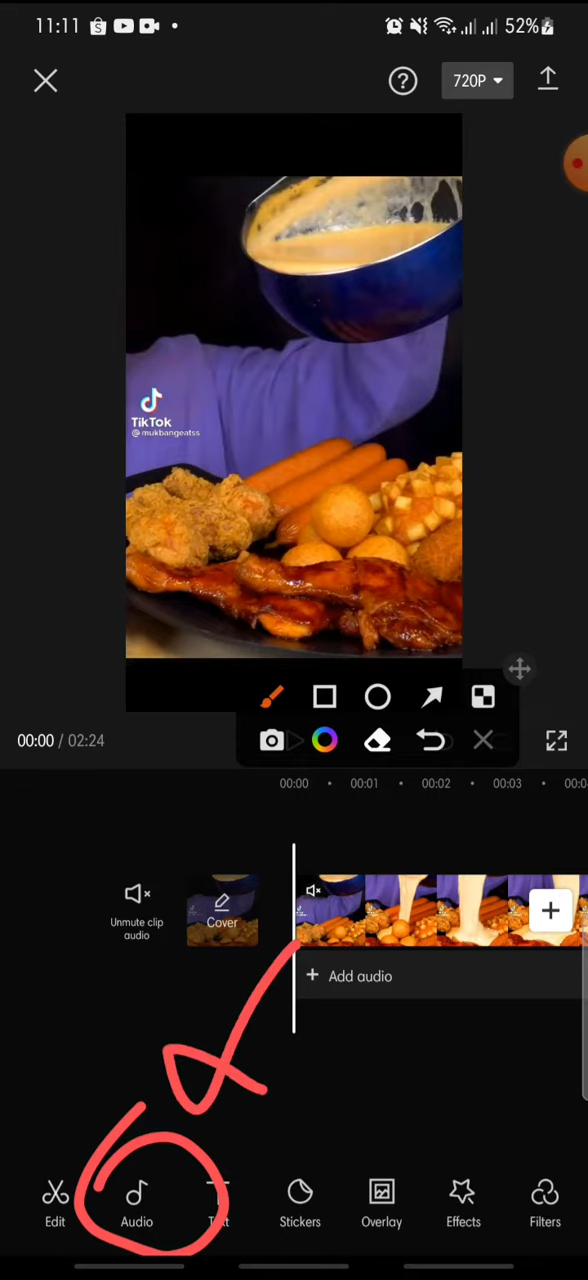 11:11
52%
720P
TikTok
@mukbangeatss
00:00 / 02:24
00:00
00:01
00:02
00:03
Unmute clip
audio
Cover
+ Add audio
Edit
Audio
Stickers
Overlay
Effects
Filters